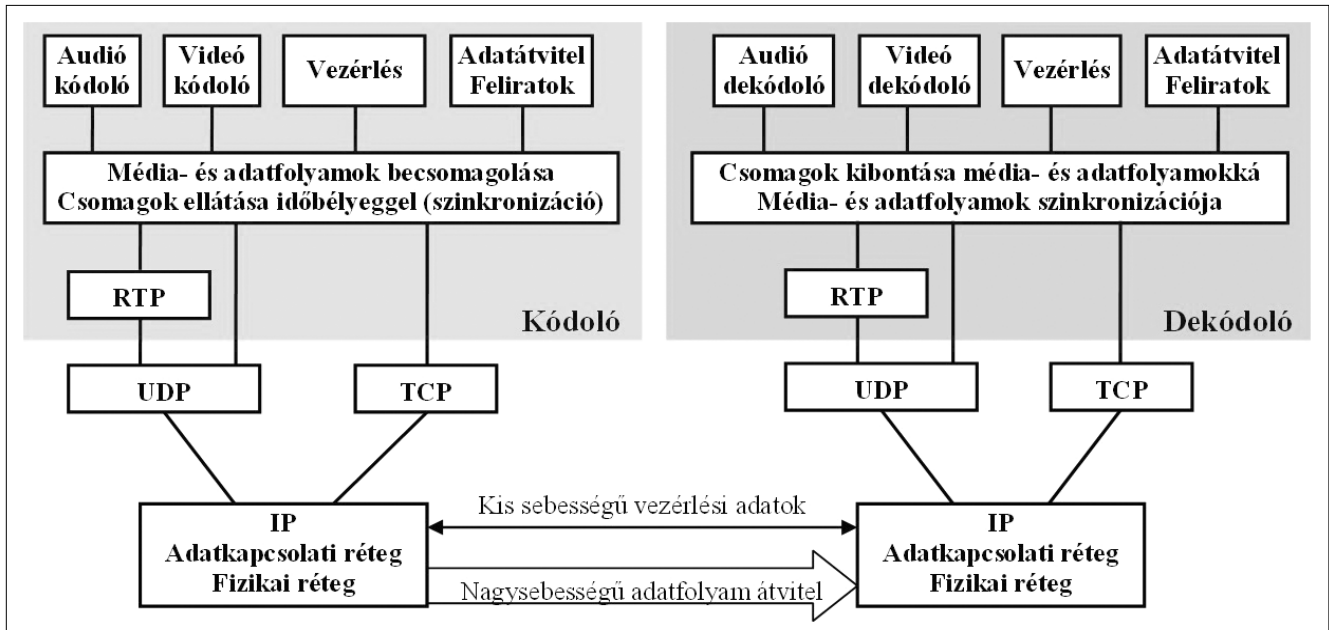 Audió
kódoló
Videó
kódoló
Vezérlés
Adatátvitel
Feliratok
Média- és adatfolyamok becsomagolása
Csomagok ellátása időbélyeggel (szinkronizáció)
RTP
Kódoló
UDP
TCP
IP
Adatkapcsolati réteg
Fizikai réteg
Audió
dekódoló
Videó
dekódoló
Vezérlés
Adatátvitel
Feliratok
Csomagok kibontása média- és adatfolyamokká
Média- és adatfolyamok szinkronizációja
RTP
Dekódoló
UDP
TCP
IP
Adatkapcsolati réteg
Fizikai réteg
Kis sebességű vezérlési adatok
Nagysebességű adatfolyam átvitel